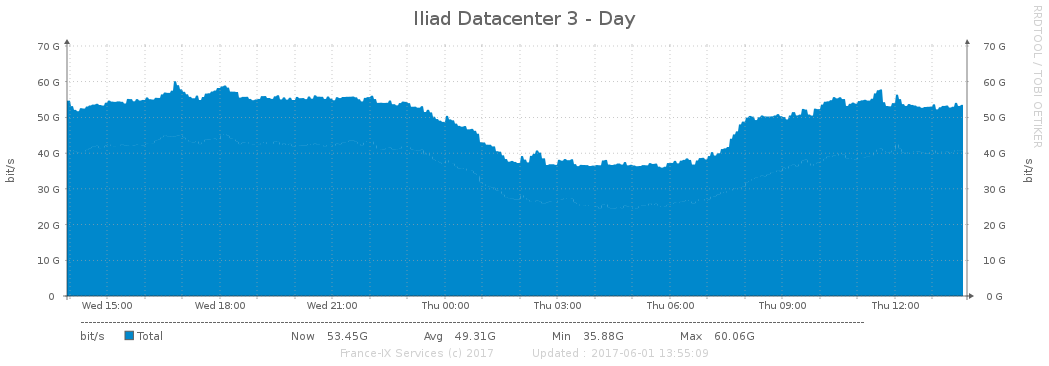 Iliad Datacenter 3 - Day
RRDTOOL / TOBI OETIKER
bit/s
bit/s
70 G
70 G
60 G
60 G
50 G
50 G
40 G
40 G
30 G
30 G
20 G
20 G
10 G
10 G
0
0 G
Wed 15:00 Wed 18:00 Wed 21:00 Thu 00:00 Thu 03:00 Thu 06:00 Thu 09:00 Thu 12:00
bit/s Total Now 53.45G Avg 49.31G Min 35.88G Max 60.06G
France-IX Services (c) 2017 Updated : 2017-06-01 13:55:09